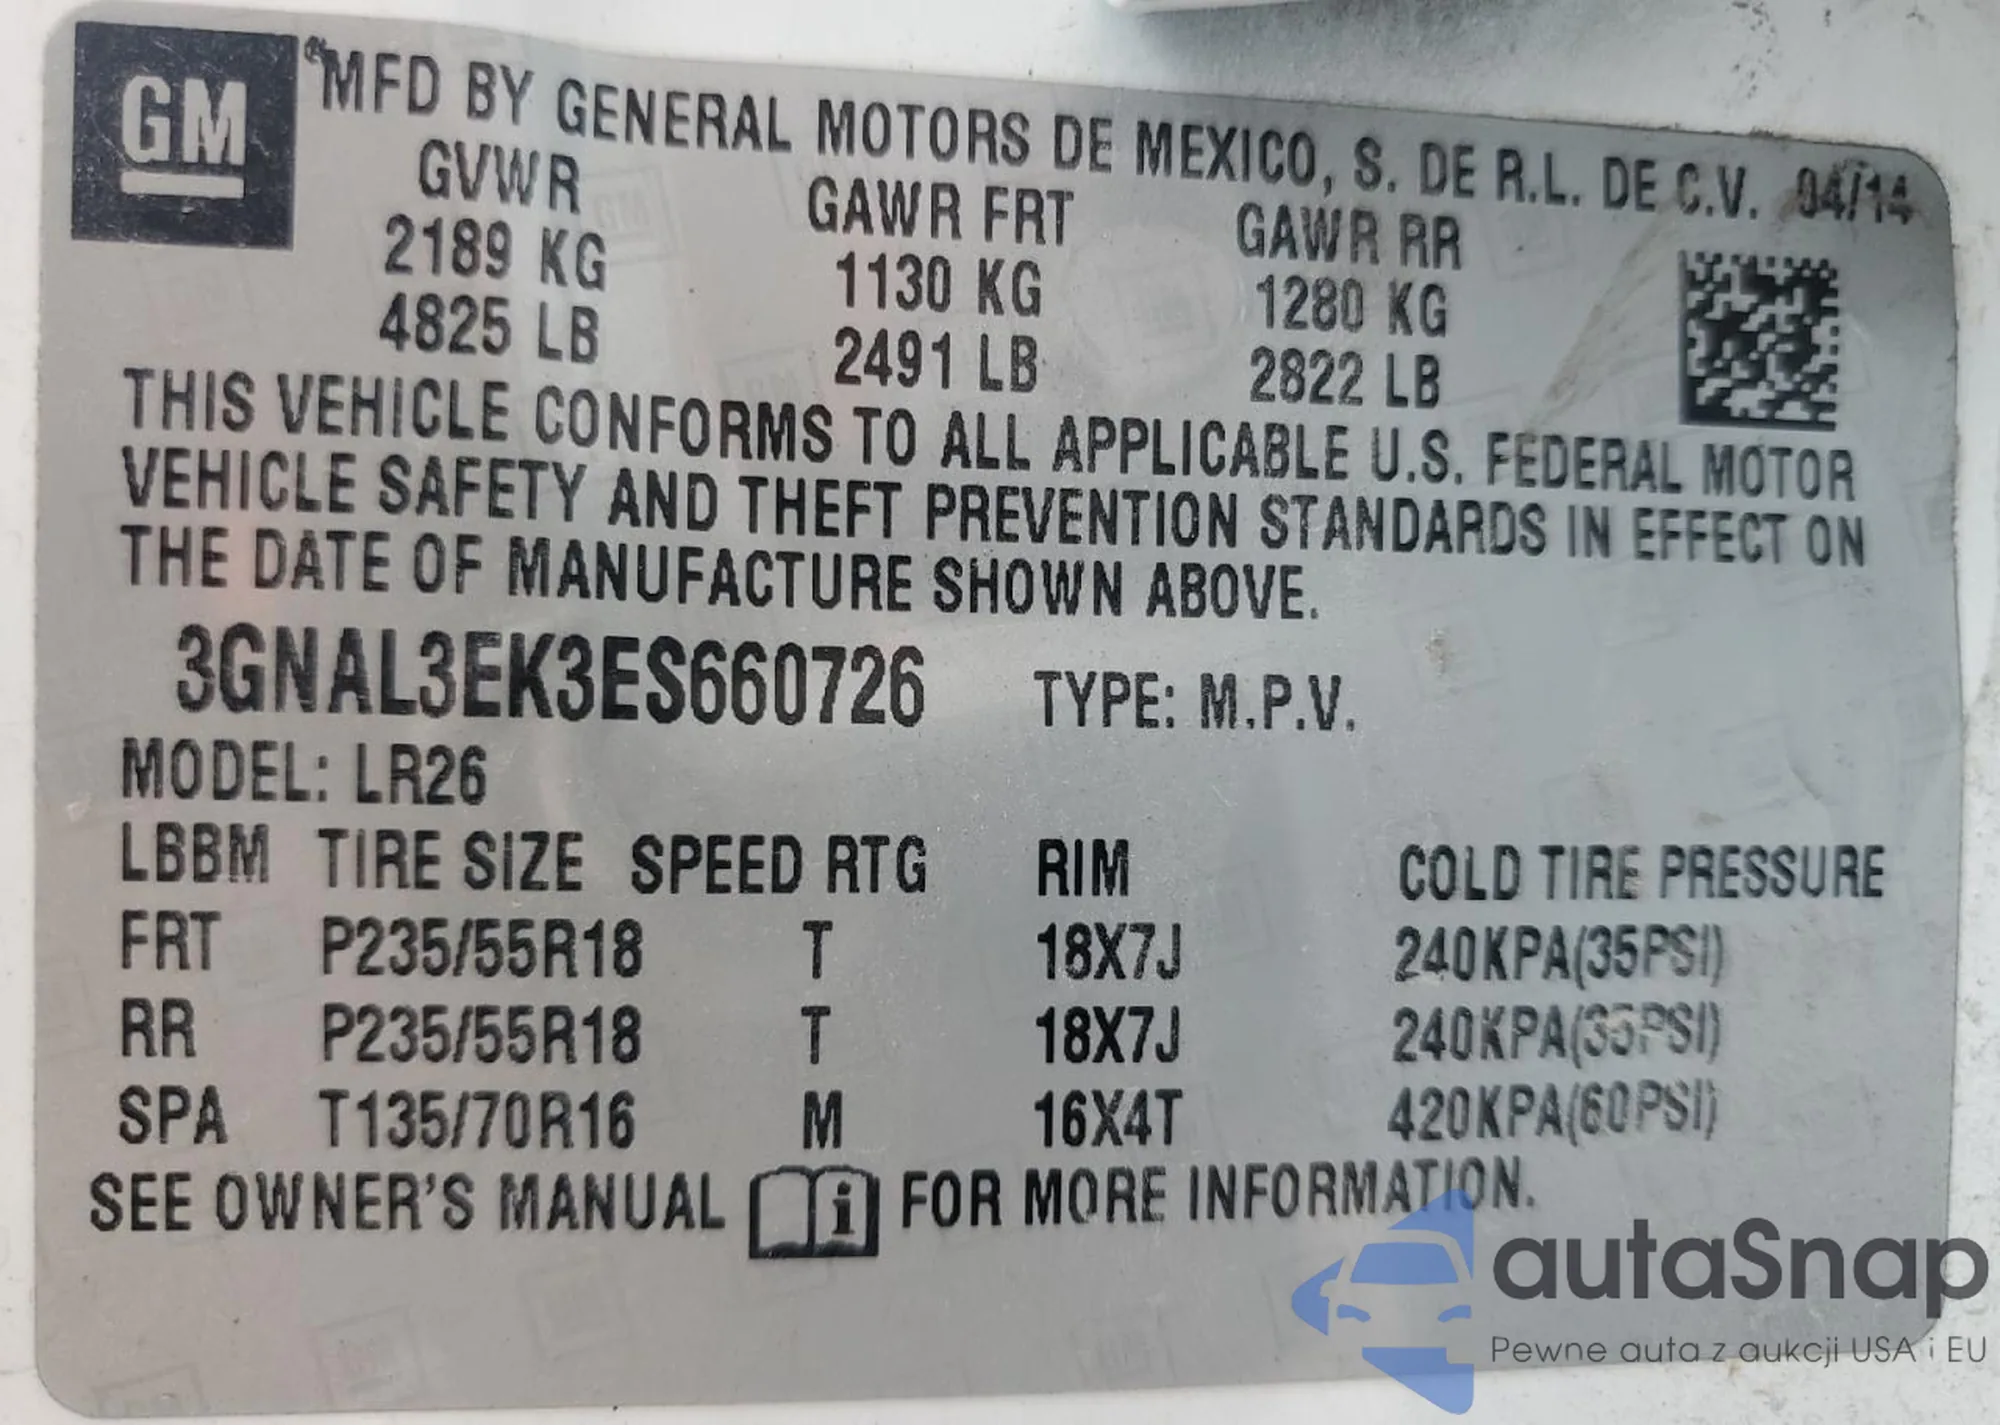 GM
MFD BY GENERAL MOTORS DE MEXICO, S. DE R.L. DE C.V. 04/14
GVWR GAWR FRT GAWR RR
2189 KG 1130 KG 1280 KG
4825 LB 2491 LB 2822 LB
THIS VEHICLE CONFORMS TO ALL APPLICABLE U.S. FEDERAL MOTOR
VEHICLE SAFETY AND THEFT PREVENTION STANDARDS IN EFFECT ON
THE DATE OF MANUFACTURE SHOWN ABOVE.
3GNAL3EK3ES660726 TYPE: M.P.V.
MODEL: LR26
LBBM TIRE SIZE SPEED RTG RIM COLD TIRE PRESSURE
FRT P235/55R18 T 18X7J 240KPA(35PSI)
RR P235/55R18 T 18X7J 240KPA(35PSI)
SPA T135/70R16 M 16X4T 420KPA(60PSI)
SEE OWNER'S MANUAL i FOR MORE INFORMATION.
autaSnap
Pewne auta z aukcji USA i EU